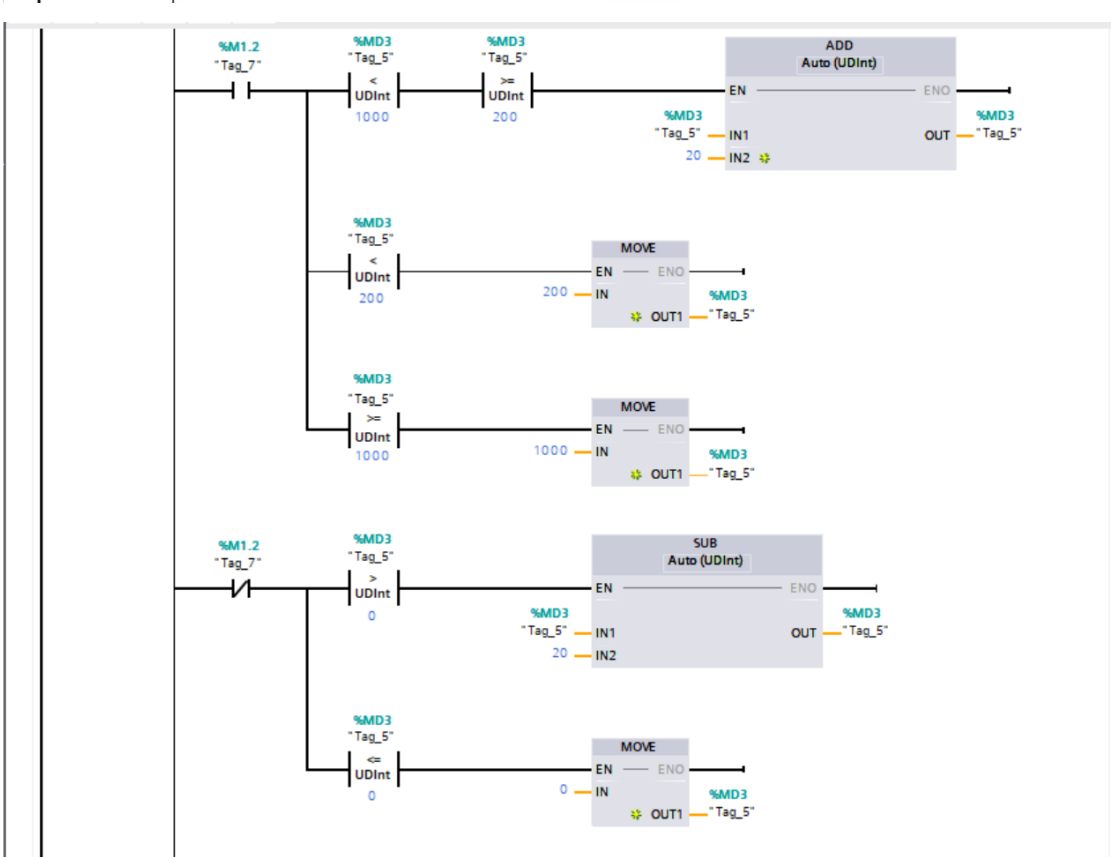 %M1.2
"Tag_7"
%MD3
"Tag_5"
<
UDInt
1000
%MD3
"Tag_5"
>=
UDInt
200
ADD
Auto (UDInt)
EN
ENO
%MD3
"Tag_5"
IN1
20
IN2
OUT
%MD3
"Tag_5"
%MD3
"Tag_5"
<
UDInt
200
MOVE
EN
ENO
200
IN
OUT1
%MD3
"Tag_5"
%MD3
"Tag_5"
>=
UDInt
1000
MOVE
EN
ENO
1000
IN
OUT1
%MD3
"Tag_5"
%M1.2
"Tag_7"
%MD3
"Tag_5"
>
UDInt
0
SUB
Auto (UDInt)
EN
ENO
%MD3
"Tag_5"
IN1
20
IN2
OUT
%MD3
"Tag_5"
%MD3
"Tag_5"
<=
UDInt
0
MOVE
EN
ENO
0
IN
OUT1
%MD3
"Tag_5"